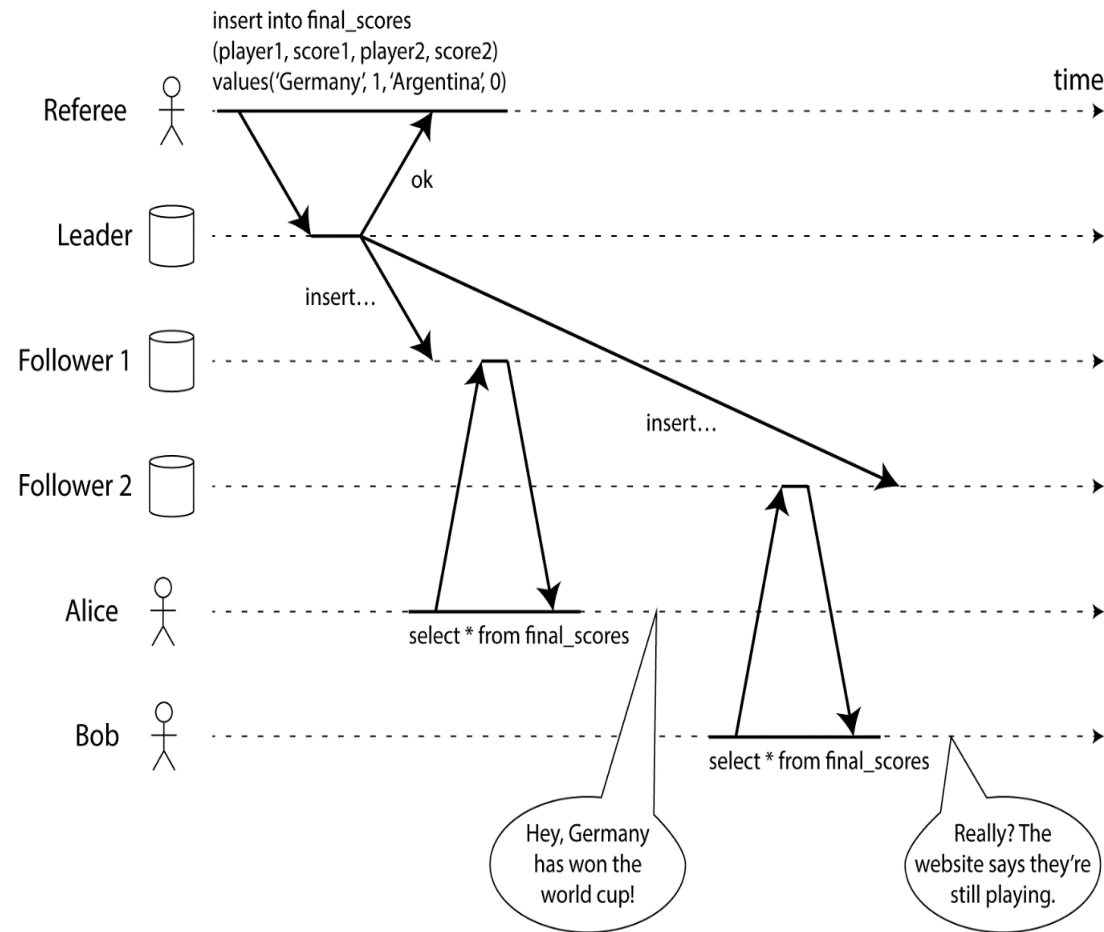 insert into final_scores
(player1, score1, player2, score2)
values(‘Germany’, 1, ‘Argentina’, 0)
time
Referee
ok
Leader
insert…
Follower 1
insert…
Follower 2
Alice
select * from final_scores
Bob
select * from final_scores
Hey, Germany
has won the
world cup!
Really? The
website says they’re
still playing.